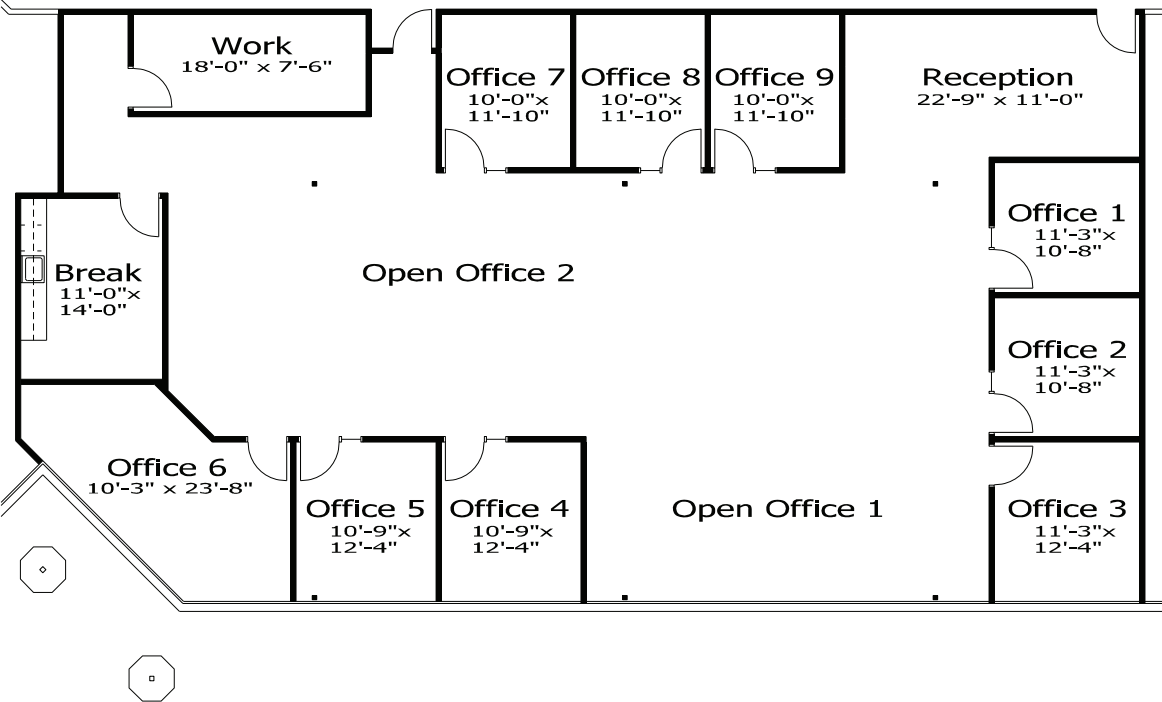 Work
18'-0" x 7'-6"
Office 7
10'-0"x
11'-10"
Office 8
10'-0"x
11'-10"
Office 9
10'-0"x
11'-10"
Reception
22'-9" x 11'-0"
Office 1
11'-3"x
10'-8"
Break
11'-0"x
14'-0"
Open Office 2
Office 2
11'-3"x
10'-8"
Office 6
10'-3" x 23'-8"
Office 5
10'-9"x
12'-4"
Office 4
10'-9"x
12'-4"
Open Office 1
Office 3
11'-3"x
12'-4"